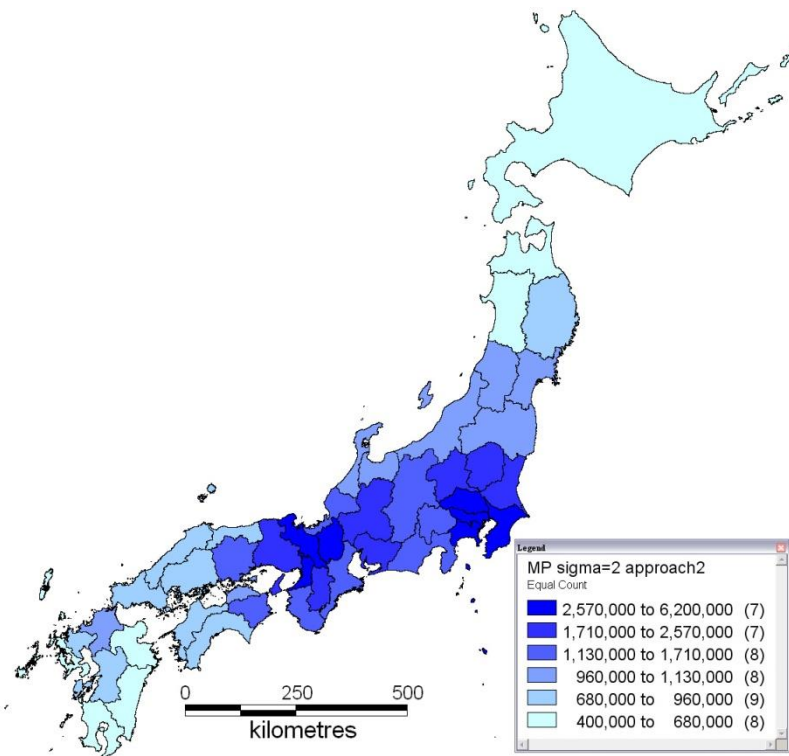 Legend
MP sigma=2 approach2
Equal Count
2,570,000 to 6,200,000 (7)
1,710,000 to 2,570,000 (7)
1,130,000 to 1,710,000 (8)
960,000 to 1,130,000 (8)
680,000 to 960,000 (9)
400,000 to 680,000 (8)
0 250 500
kilometres